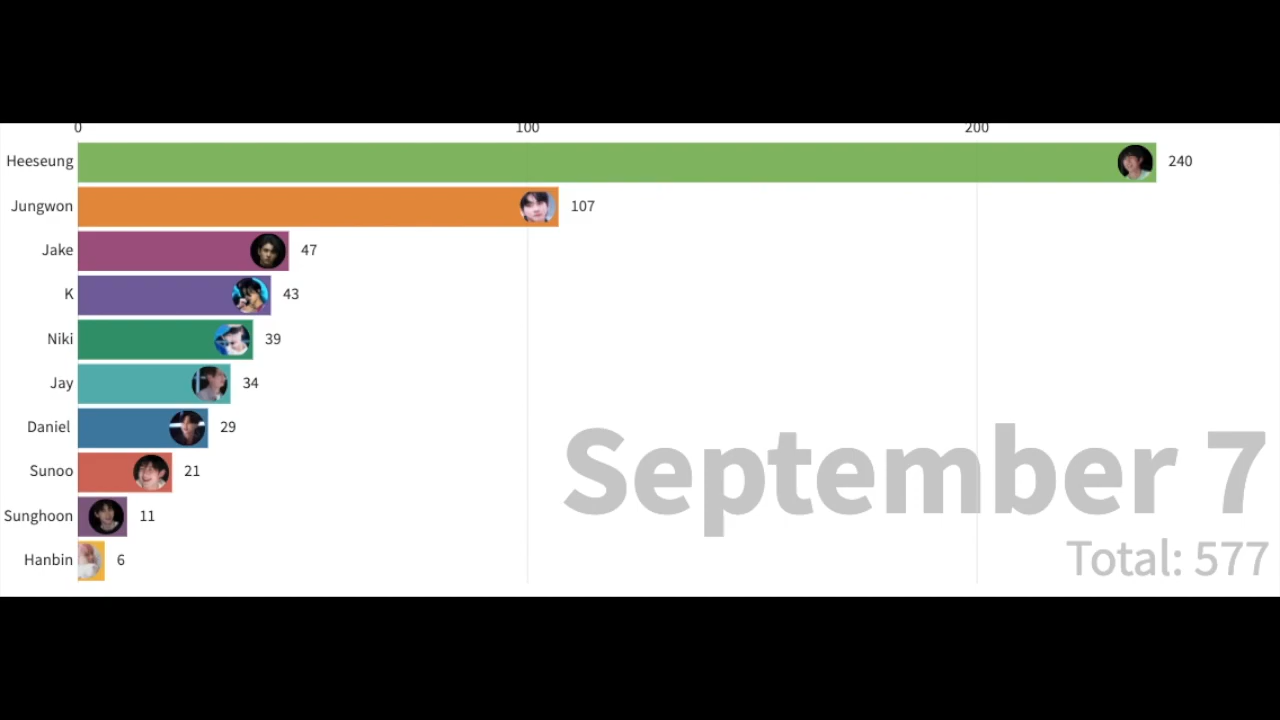 0 100 200
Heeseung 240
Jungwon 107
Jake 47
K 43
Niki 39
Jay 34
Daniel 29
Sunoo 21
Sunghoon 11
Hanbin 6
September 7
Total: 577